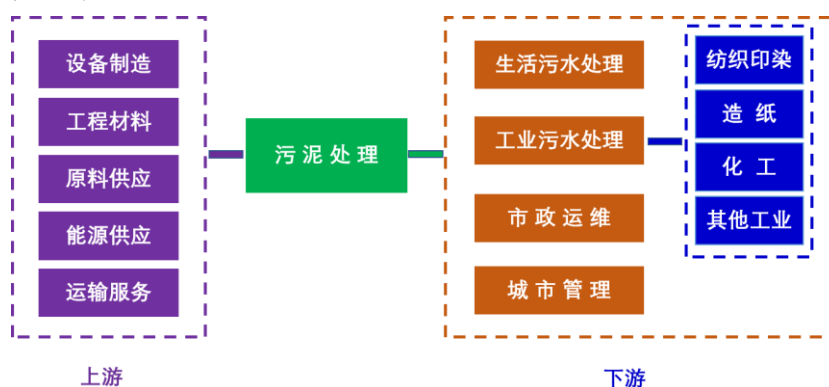 设备制造
工程材料
原料供应
能源供应
运输服务
污泥处理
生活污水处理
工业污水处理
市政运维
城市管理
纺织印染
造纸
化工
其他工业
上游
下游